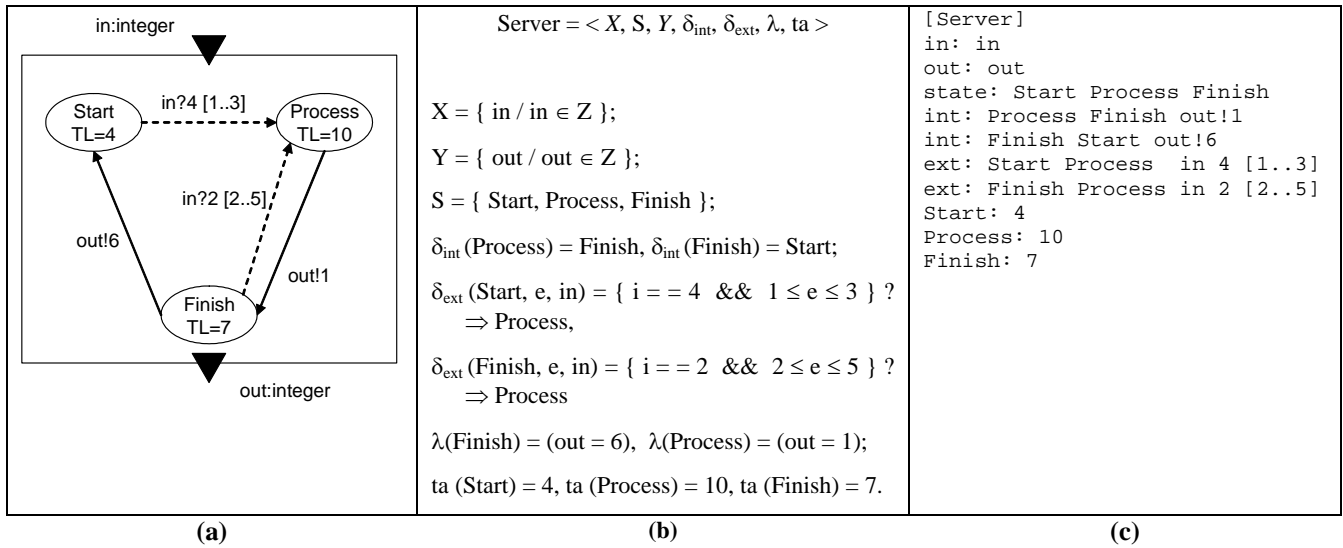 in:integer
Start
TL=4
in?4 [1..3]
Process
TL=10
in?2 [2..5]
out!6
out!1
Finish
TL=7
out:integer
(a)
Server = < X, S, Y, δint, δext, λ, ta >
X = { in / in ∈ Z };
Y = { out / out ∈ Z };
S = { Start, Process, Finish };
δint (Process) = Finish, δint (Finish) = Start;
δext (Start, e, in) = { i = = 4 && 1 ≤ e ≤ 3 } ?
⇒ Process,
δext (Finish, e, in) = { i = = 2 && 2 ≤ e ≤ 5 } ?
⇒ Process
λ(Finish) = (out = 6), λ(Process) = (out = 1);
ta (Start) = 4, ta (Process) = 10, ta (Finish) = 7.
(b)
[Server]
in: in
out: out
state: Start Process Finish
int: Process Finish out!1
int: Finish Start out!6
ext: Start Process  in 4 [1..3]
ext: Finish Process in 2 [2..5]
Start: 4
Process: 10
Finish: 7
(c)